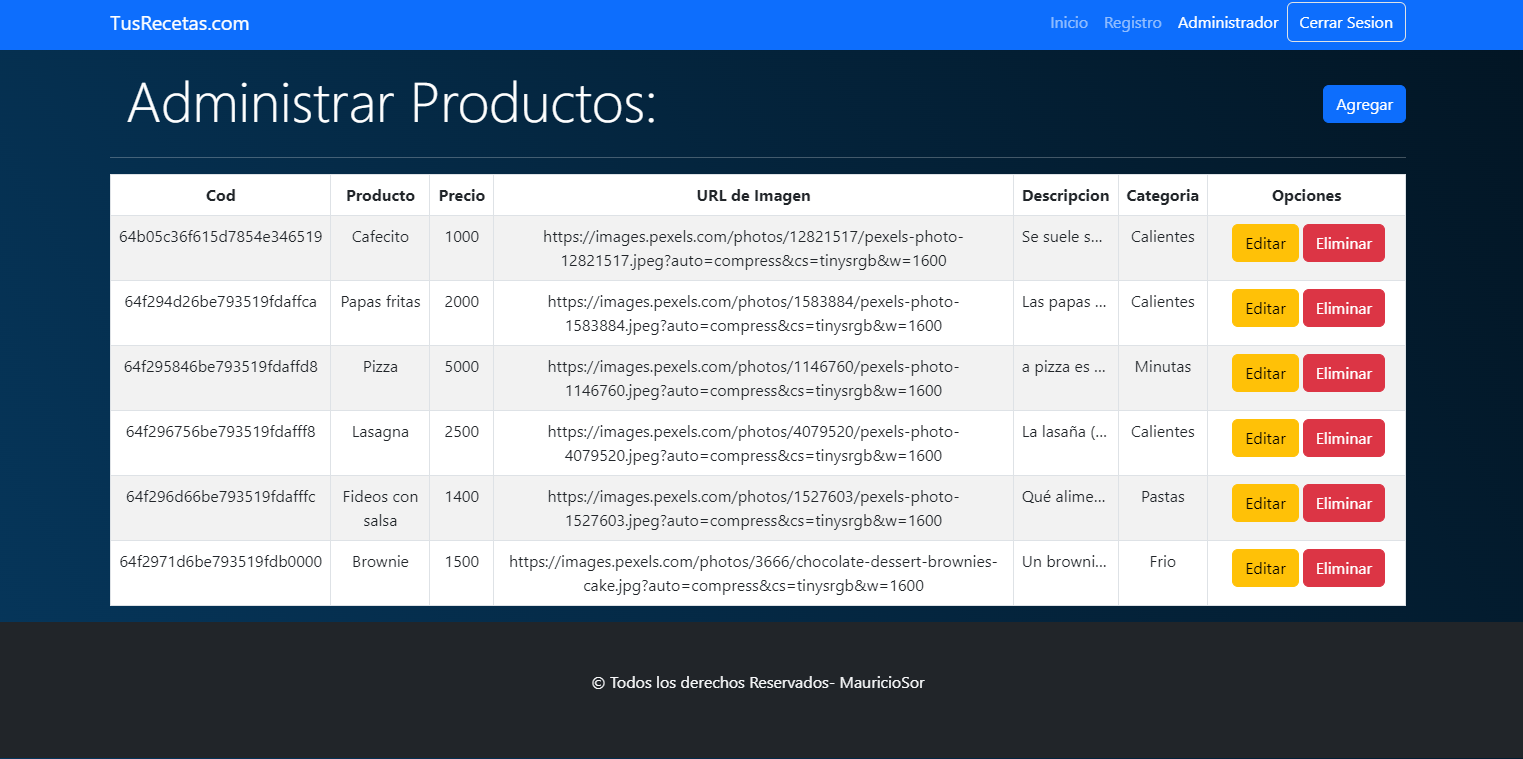 TusRecetas.com Inicio Registro Administrador Cerrar Sesion
Administrar Productos: Agregar
Cod Producto Precio URL de Imagen Descripcion Categoria Opciones
64b05c36f615d7854e346519 Cafecito 1000 https://images.pexels.com/photos/12821517/pexels-photo- Se suele s... Calientes Editar Eliminar
12821517.jpeg?auto=compress&cs=tinysrgb&w=1600
64f294d26be793519fdaffca Papas fritas 2000 https://images.pexels.com/photos/1583884/pexels-photo- Las papas ... Calientes Editar Eliminar
1583884.jpeg?auto=compress&cs=tinysrgb&w=1600
64f295846be793519fdaffd8 Pizza 5000 https://images.pexels.com/photos/1146760/pexels-photo- a pizza es ... Minutas Editar Eliminar
1146760.jpeg?auto=compress&cs=tinysrgb&w=1600
64f296756be793519fdafff8 Lasagna 2500 https://images.pexels.com/photos/4079520/pexels-photo- La lasaña (... Calientes Editar Eliminar
4079520.jpeg?auto=compress&cs=tinysrgb&w=1600
64f296d66be793519fdafffc Fideos con 1400 https://images.pexels.com/photos/1527603/pexels-photo- Qué alime... Pastas Editar Eliminar
salsa 1527603.jpeg?auto=compress&cs=tinysrgb&w=1600
64f2971d6be793519fdb0000 Brownie 1500 https://images.pexels.com/photos/3666/chocolate-dessert-brownies- Un browni... Frio Editar Eliminar
cake.jpg?auto=compress&cs=tinysrgb&w=1600
© Todos los derechos Reservados- MauricioSor